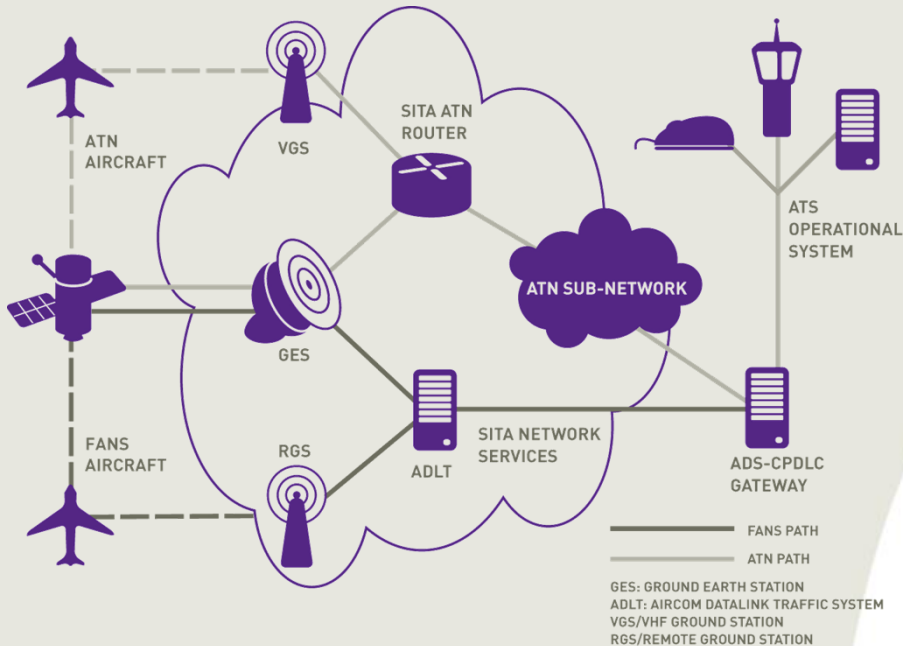 SITA ATN
ROUTER
VGS
ATN
AIRCRAFT
ATS
OPERATIONAL
SYSTEM
ATN SUB-NETWORK
GES
FANS
AIRCRAFT
RGS
ADLT
SITA NETWORK
SERVICES
ADS-CPDLC
GATEWAY
FANS PATH
ATN PATH
GES: GROUND EARTH STATION
ADLT: AIRCOM DATALINK TRAFFIC SYSTEM
VGS/VHF GROUND STATION
RGS/REMOTE GROUND STATION